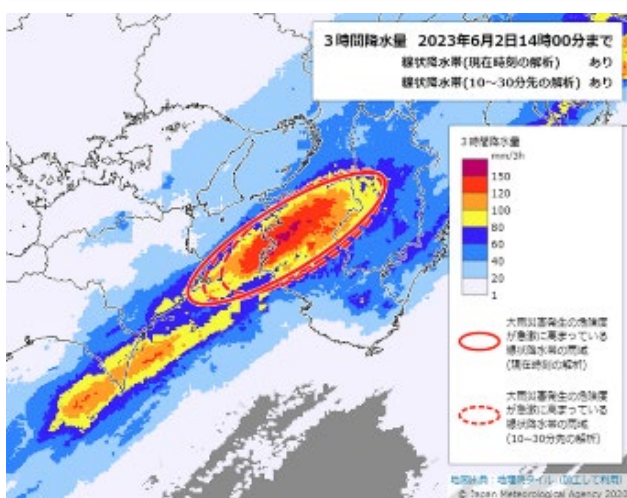 3時間降水量 2023年6月2日14時00分まで
線状降水帯(現在時刻の解析) あり
線状降水帯(10～30分先の解析) あり
3時間降水量
mm/3h
150
120
100
80
60
40
20
1
大雨災害発生の危険度
が急激に高まっている
線状降水帯の雨域
(現在時刻の解析)
大雨災害発生の危険度
が急激に高まっている
線状降水帯の雨域
(10～30分先の解析)
地図出典：地理院タイル(加工して利用)
© Japan Meteorological Agency 2020